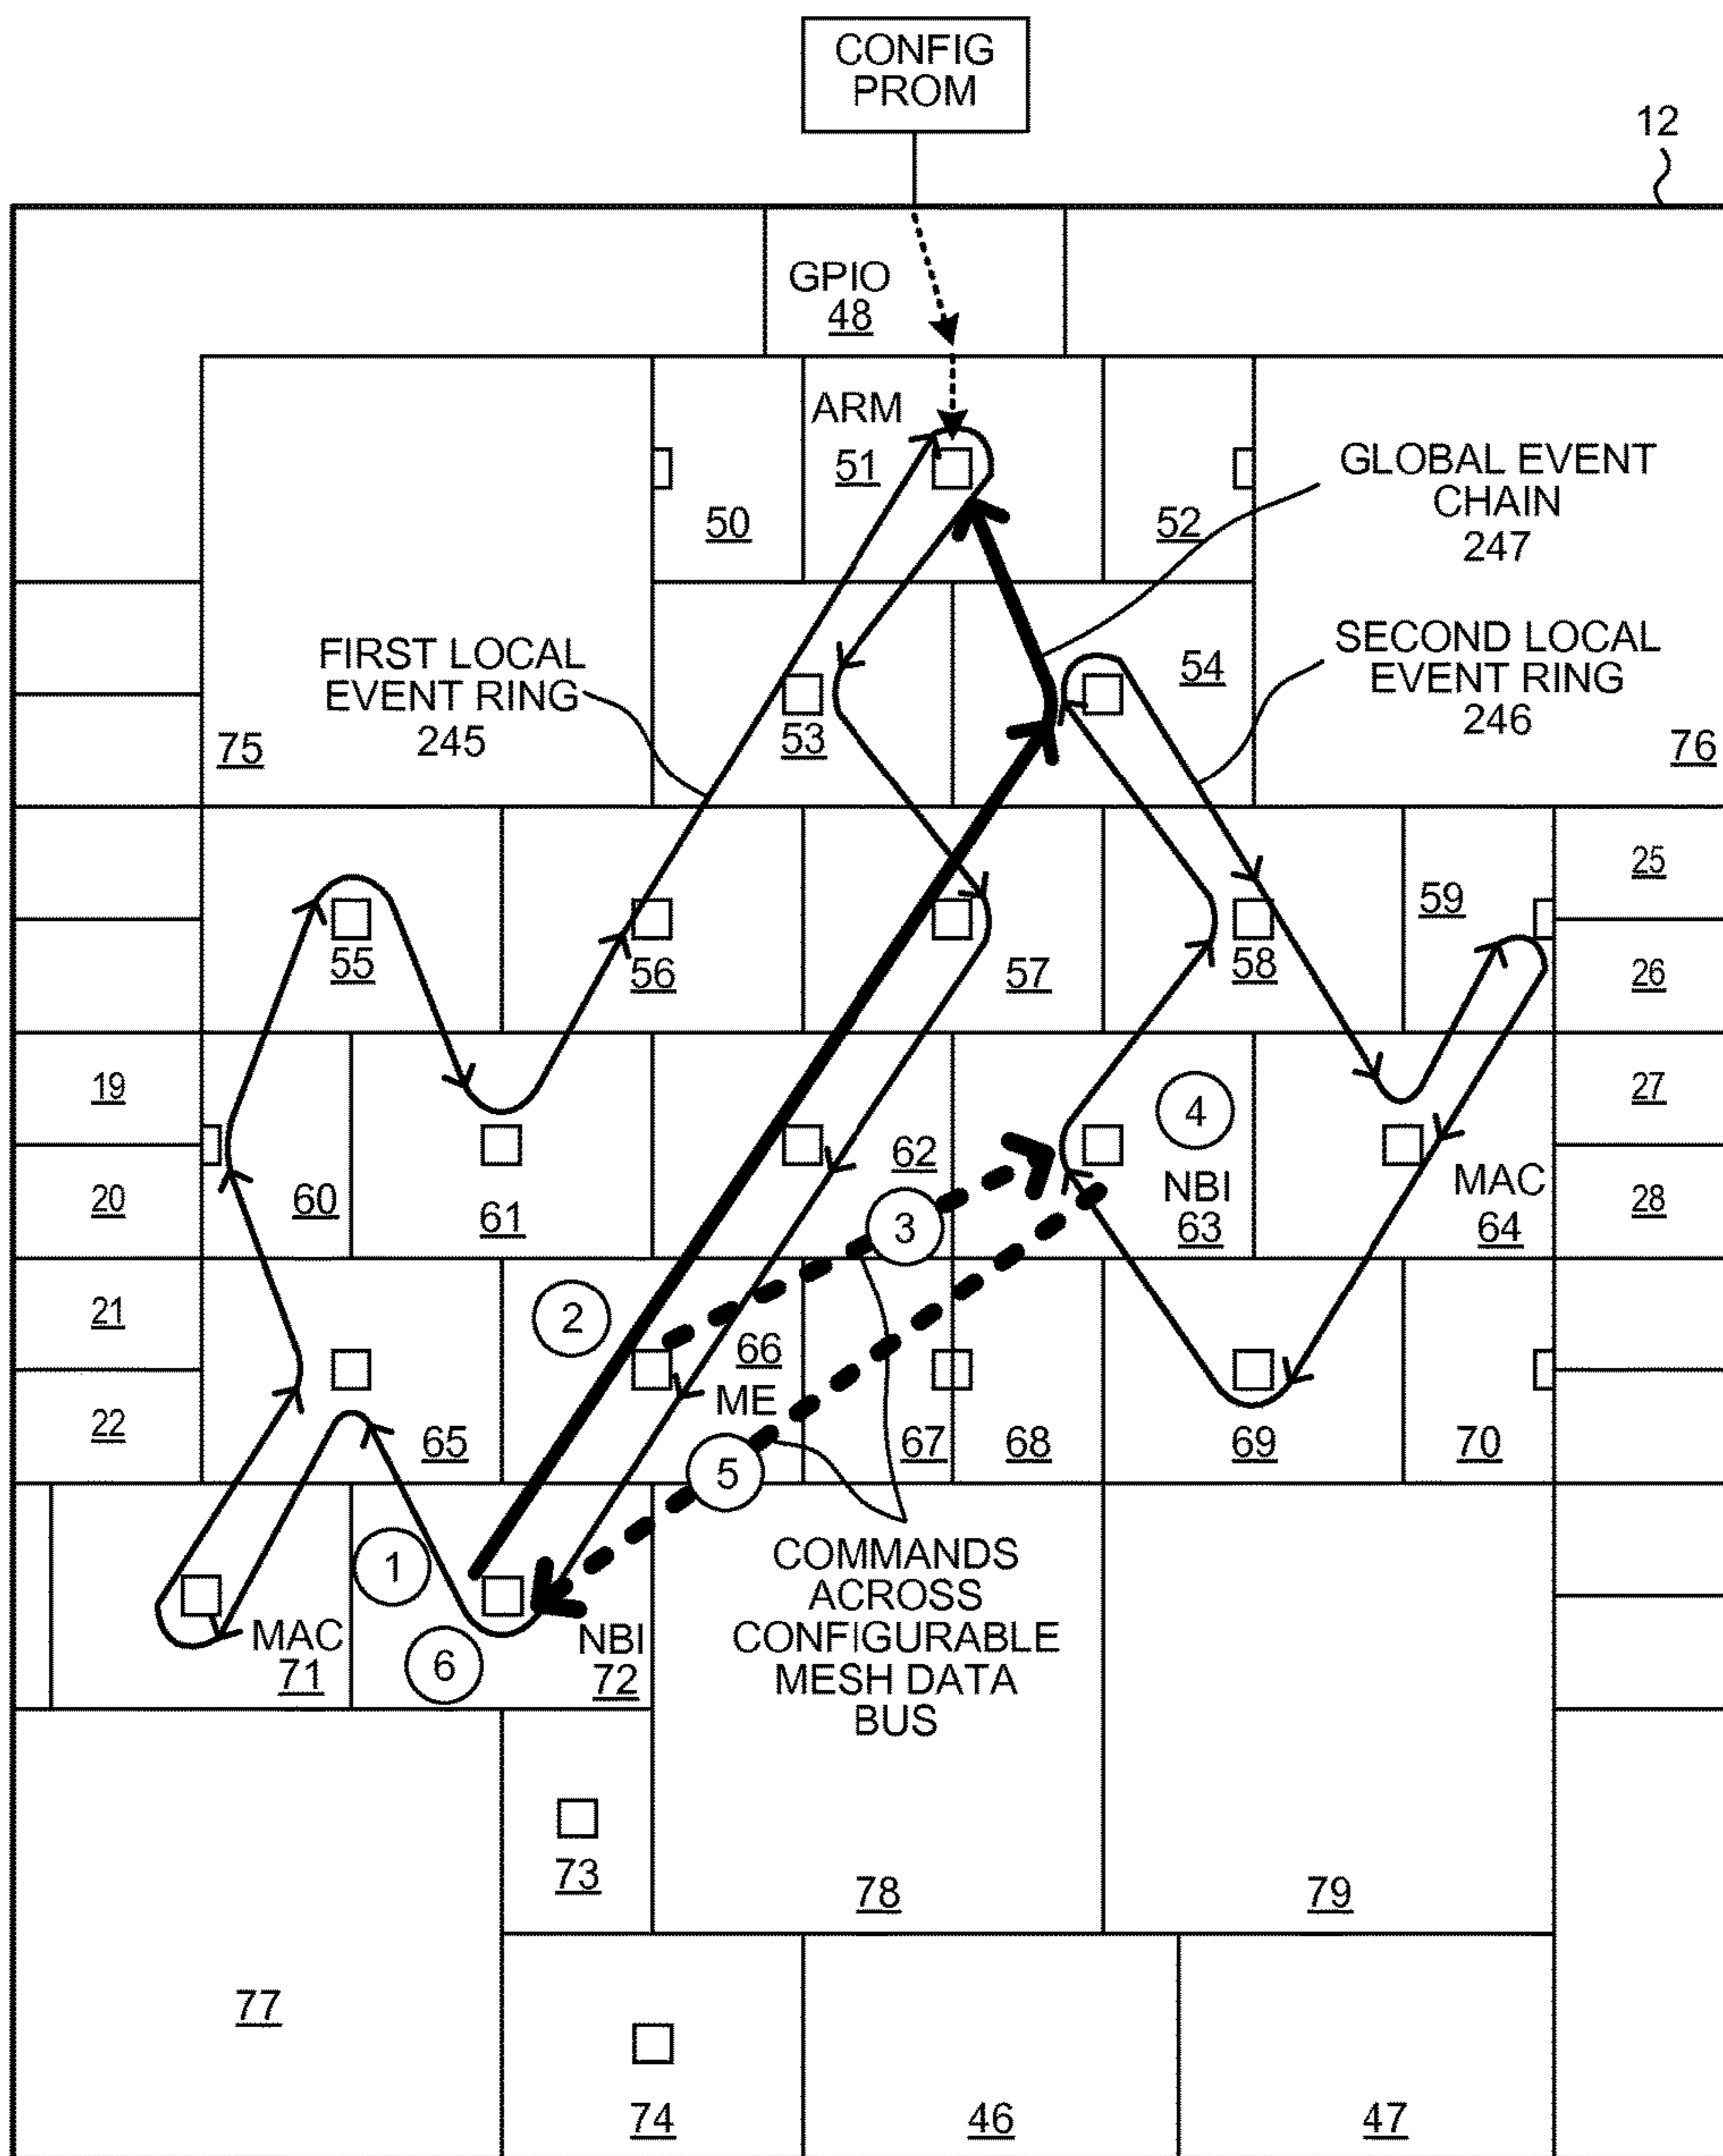 CONFIG
PROM
12
GPIO
48
ARM
51
50
52
GLOBAL EVENT
CHAIN
247
FIRST LOCAL
EVENT RING
245
SECOND LOCAL
EVENT RING
246
54
53
75
76
55
56
57
58
59
25
26
19
20
60
61
62
4
3
NBI
63
MAC
64
27
28
21
22
2
65
66
ME
67
68
69
70
5
1
6
MAC
71
NBI
72
COMMANDS
ACROSS
CONFIGURABLE
MESH DATA
BUS
73
78
79
77
74
46
47